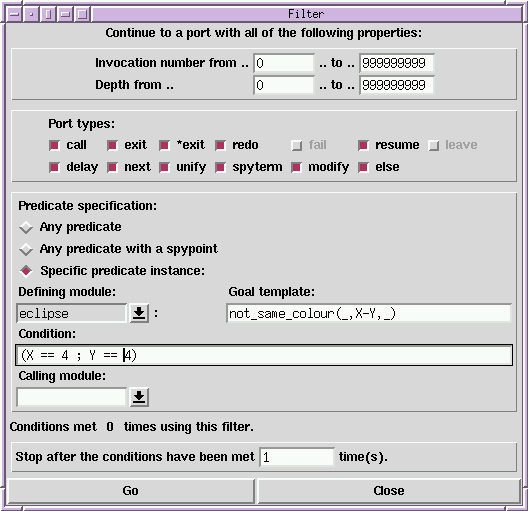 Filter
Continue to a port with all of the following properties:
Invocation number from .. 0 .. to .. 999999999
Depth from .. 0 .. to .. 999999999
Port types:
call exit *exit redo fail resume leave
delay next unify spyterm modify else
Predicate specification:
Any predicate
Any predicate with a spypoint
Specific predicate instance:
Defining module: Goal template:
eclipse : not_same_colour(_,X-Y,_)
Condition:
(X == 4 ; Y == 4)
Calling module:
Conditions met 0 times using this filter.
Stop after the conditions have been met 1 time(s).
Go Close